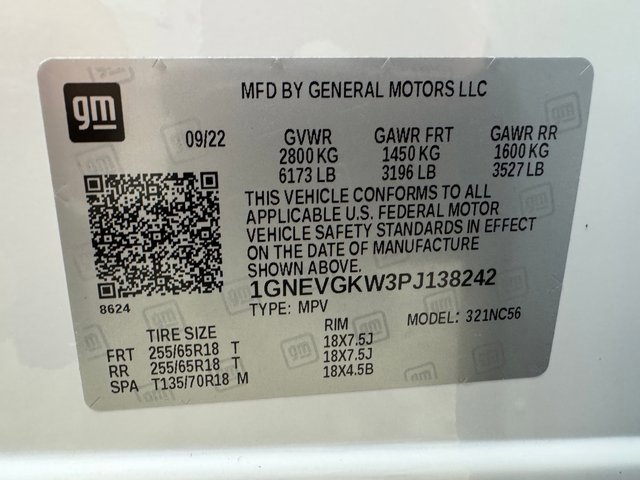 gm
MFD BY GENERAL MOTORS LLC
09/22 GVWR GAWR FRT GAWR RR
2800 KG 1450 KG 1600 KG
6173 LB 3196 LB 3527 LB
THIS VEHICLE CONFORMS TO ALL
APPLICABLE U.S. FEDERAL MOTOR
VEHICLE SAFETY STANDARDS IN EFFECT
ON THE DATE OF MANUFACTURE
SHOWN ABOVE.
1GNEVGKW3PJ138242
8624
TYPE: MPV MODEL: 321NC56
TIRE SIZE RIM
FRT 255/65R18 T 18X7.5J
RR 255/65R18 T 18X7.5J
SPA T135/70R18 M 18X4.5B